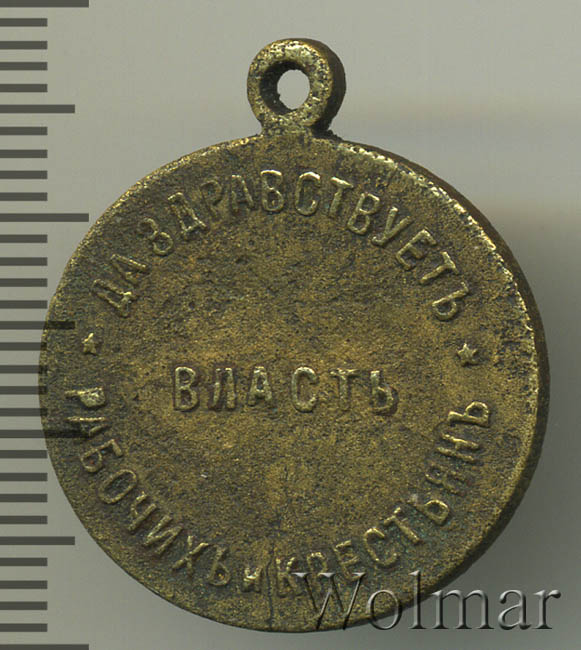 ДА ЗДРАВСТВУЕТЪ
ВЛАСТЬ
РАБОЧИХЪ И КРЕСТЬЯНЪ
Wolmar